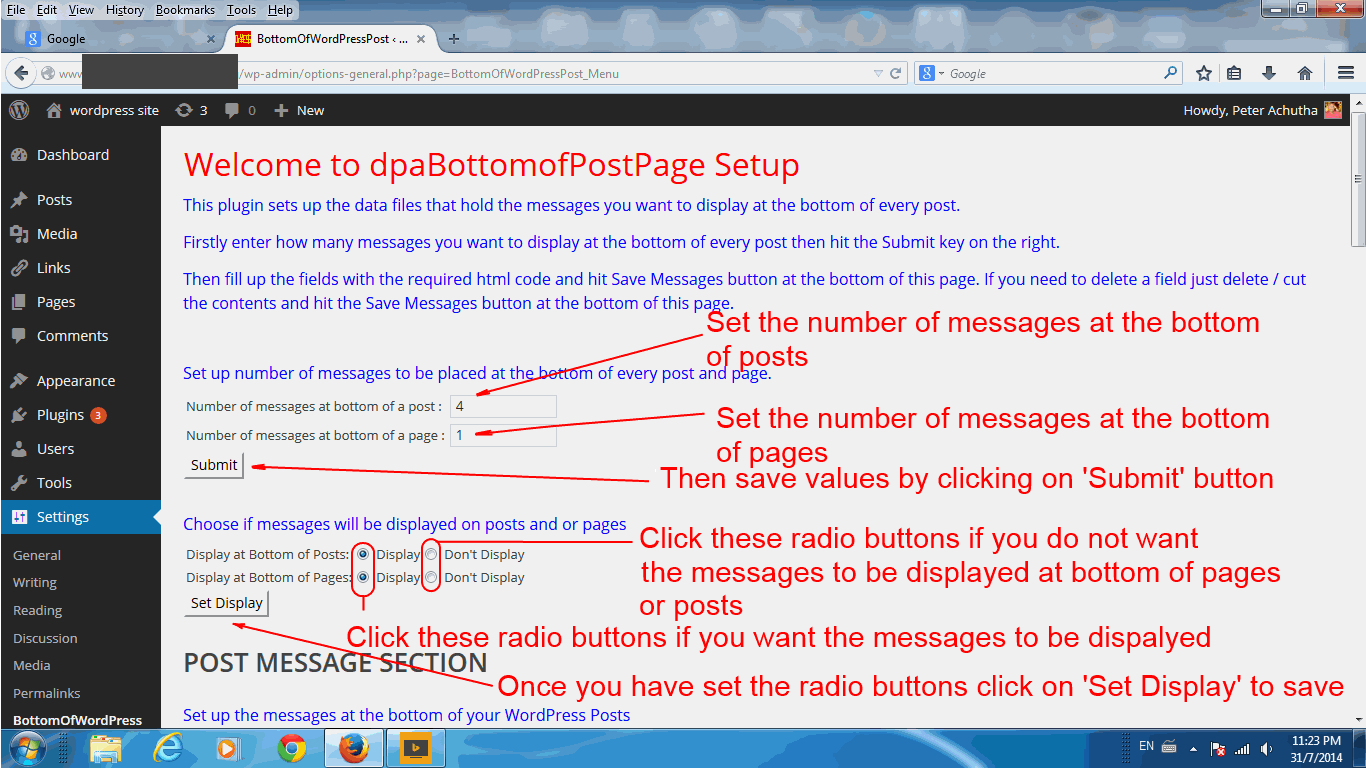 File Edit View History Bookmarks Tools Help
Google
BottomOfWordPressPost ‹ ...
www
/wp-admin/options-general.php?page=BottomOfWordPressPost_Menu
Google
wordpress site 3 0 New
Howdy, Peter Achutha
Dashboard
Posts
Media
Links
Pages
Comments
Appearance
Plugins 3
Users
Tools
Settings
General
Writing
Reading
Discussion
Media
Permalinks
BottomOfWordPress
Welcome to dpaBottomofPostPage Setup
This plugin sets up the data files that hold the messages you want to display at the bottom of every post.
Firstly enter how many messages you want to display at the bottom of every post then hit the Submit key on the right.
Then fill up the fields with the required html code and hit Save Messages button at the bottom of this page. If you need to delete a field just delete / cut
the contents and hit the Save Messages button at the bottom of this page.
Set the number of messages at the bottom
of posts
Set up number of messages to be placed at the bottom of every post and page.
Number of messages at bottom of a post : 4
Set the number of messages at the bottom
of pages
Number of messages at bottom of a page : 1
Submit
Then save values by clicking on 'Submit' button
Choose if messages will be displayed on posts and or pages
Display at Bottom of Posts: Display Don't Display
Display at Bottom of Pages: Display Don't Display
Click these radio buttons if you do not want
the messages to be displayed at bottom of pages
or posts
Set Display
Click these radio buttons if you want the messages to be dispalyed
POST MESSAGE SECTION
Once you have set the radio buttons click on 'Set Display' to save
Set up the messages at the bottom of your WordPress Posts
EN
11:23 PM
31/7/2014